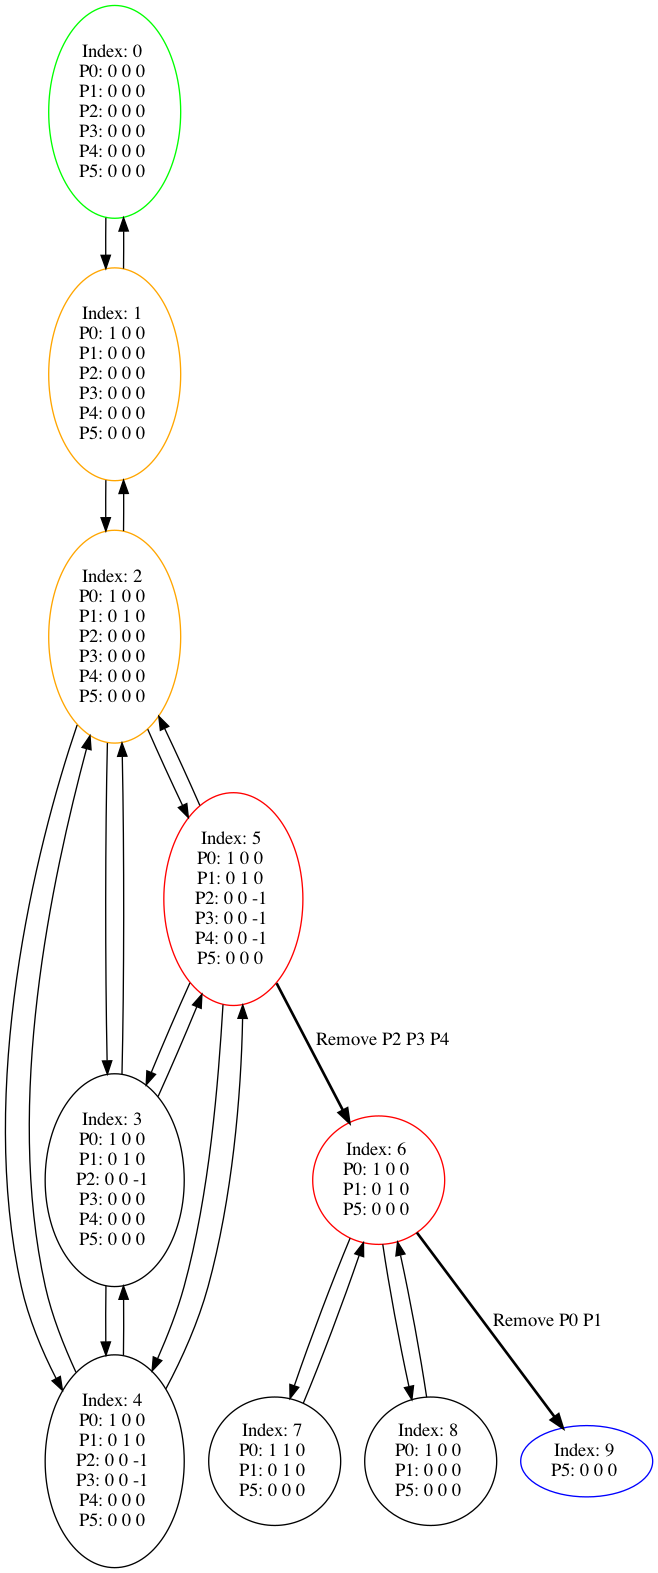 Index: 0
P0: 0 0 0
P1: 0 0 0
P2: 0 0 0
P3: 0 0 0
P4: 0 0 0
P5: 0 0 0
Index: 1
P0: 1 0 0
P1: 0 0 0
P2: 0 0 0
P3: 0 0 0
P4: 0 0 0
P5: 0 0 0
Index: 2
P0: 1 0 0
P1: 0 1 0
P2: 0 0 0
P3: 0 0 0
P4: 0 0 0
P5: 0 0 0
Index: 5
P0: 1 0 0
P1: 0 1 0
P2: 0 0 -1
P3: 0 0 -1
P4: 0 0 -1
P5: 0 0 0
Remove P2 P3 P4
Index: 3
P0: 1 0 0
P1: 0 1 0
P2: 0 0 -1
P3: 0 0 0
P4: 0 0 0
P5: 0 0 0
Index: 6
P0: 1 0 0
P1: 0 1 0
P5: 0 0 0
Remove P0 P1
Index: 4
P0: 1 0 0
P1: 0 1 0
P2: 0 0 -1
P3: 0 0 -1
P4: 0 0 0
P5: 0 0 0
Index: 7
P0: 1 1 0
P1: 0 1 0
P5: 0 0 0
Index: 8
P0: 1 0 0
P1: 0 0 0
P5: 0 0 0
Index: 9
P5: 0 0 0